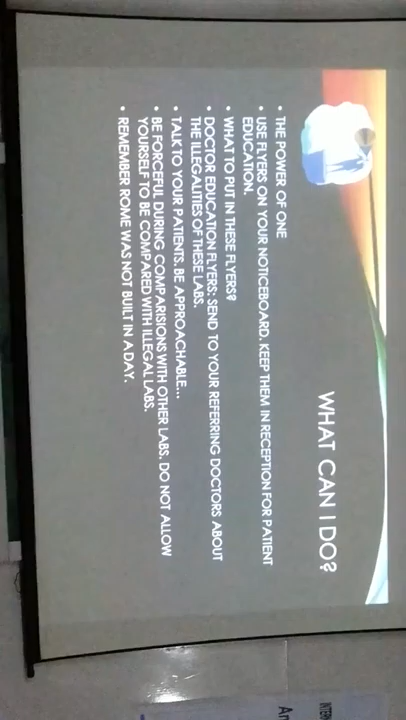 WHAT CAN I DO?
• THE POWER OF ONE
• USE FLYERS ON YOUR NOTICEBOARD. KEEP THEM IN RECEPTION FOR PATIENT
EDUCATION.
• WHAT TO PUT IN THESE FLYERS?
• DOCTOR EDUCATION FLYERS: SEND TO YOUR REFERRING DOCTORS ABOUT
THE ILLEGALITIES OF THESE LABS.
• TALK TO YOUR PATIENTS. BE APPROACHABLE...
• BE FORCEFUL DURING COMPARISIONS WITH OTHER LABS. DO NOT ALLOW
YOURSELF TO BE COMPARED WITH ILLEGAL LABS.
• REMEMBER ROME WAS NOT BUILT IN A DAY.
INTERN
An